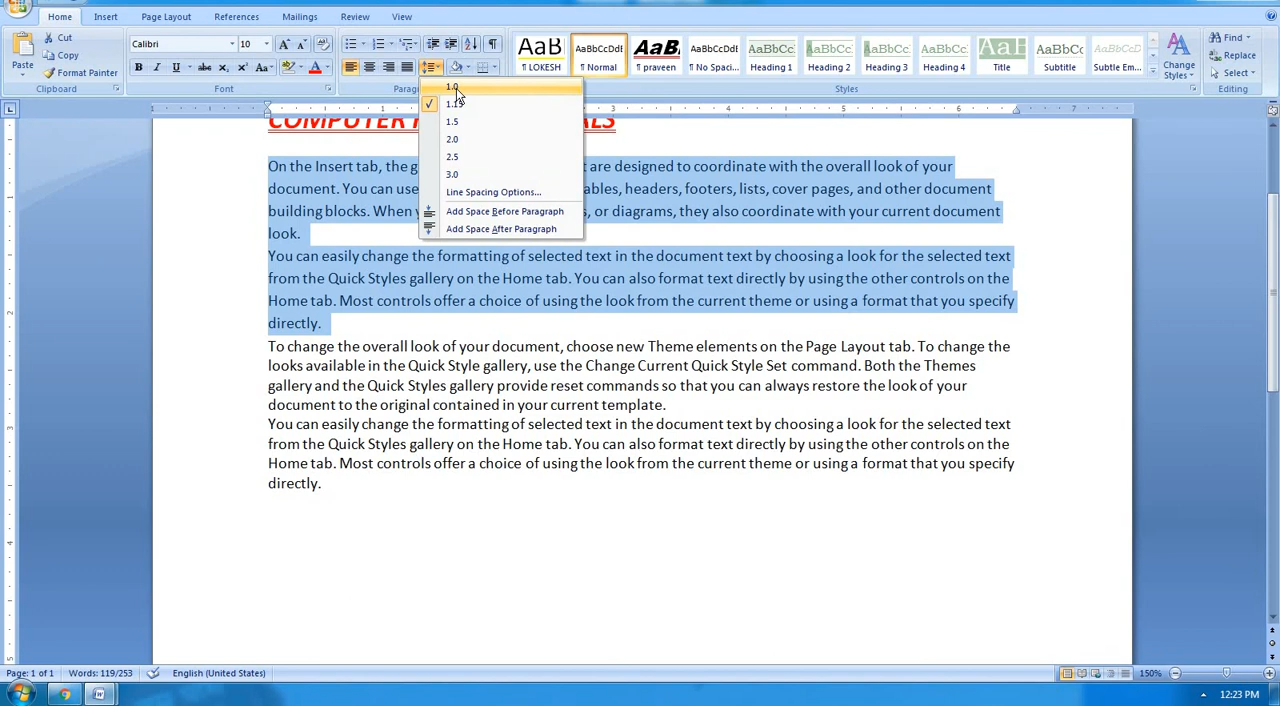 Home Insert Page Layout References Mailings Review View
Cut
Copy
Format Painter
Paste
Clipboard
Calibri 10
B I U abc x₂ x² Aa A
Font
Paragr
AaB AaBbCcDdE AaB AaBbCcDd AaBbCc AaBbCc AaBbCc AaBbCc AaBl AaBbCc AaBbCc
¶ LOKESH ¶ Normal ¶ praveen ¶ No Spaci... Heading 1 Heading 2 Heading 3 Heading 4 Title Subtitle Subtle Em...
Change
Styles
Styles
Find
Replace
Select
Editing
1.0
1.15
1.5
2.0
2.5
3.0
Line Spacing Options...
Add Space Before Paragraph
Add Space After Paragraph
1 3 4 5 6 7
COMPUTER
On the Insert tab, the g are designed to coordinate with the overall look of your
document. You can use ables, headers, footers, lists, cover pages, and other document
building blocks. When , or diagrams, they also coordinate with your current document
look.
You can easily change the formatting of selected text in the document text by choosing a look for the selected text
from the Quick Styles gallery on the Home tab. You can also format text directly by using the other controls on the
Home tab. Most controls offer a choice of using the look from the current theme or using a format that you specify
directly.
To change the overall look of your document, choose new Theme elements on the Page Layout tab. To change the
looks available in the Quick Style gallery, use the Change Current Quick Style Set command. Both the Themes
gallery and the Quick Styles gallery provide reset commands so that you can always restore the look of your
document to the original contained in your current template.
You can easily change the formatting of selected text in the document text by choosing a look for the selected text
from the Quick Styles gallery on the Home tab. You can also format text directly by using the other controls on the
Home tab. Most controls offer a choice of using the look from the current theme or using a format that you specify
directly.
Page: 1 of 1 Words: 119/253 English (United States) 150%
12:23 PM